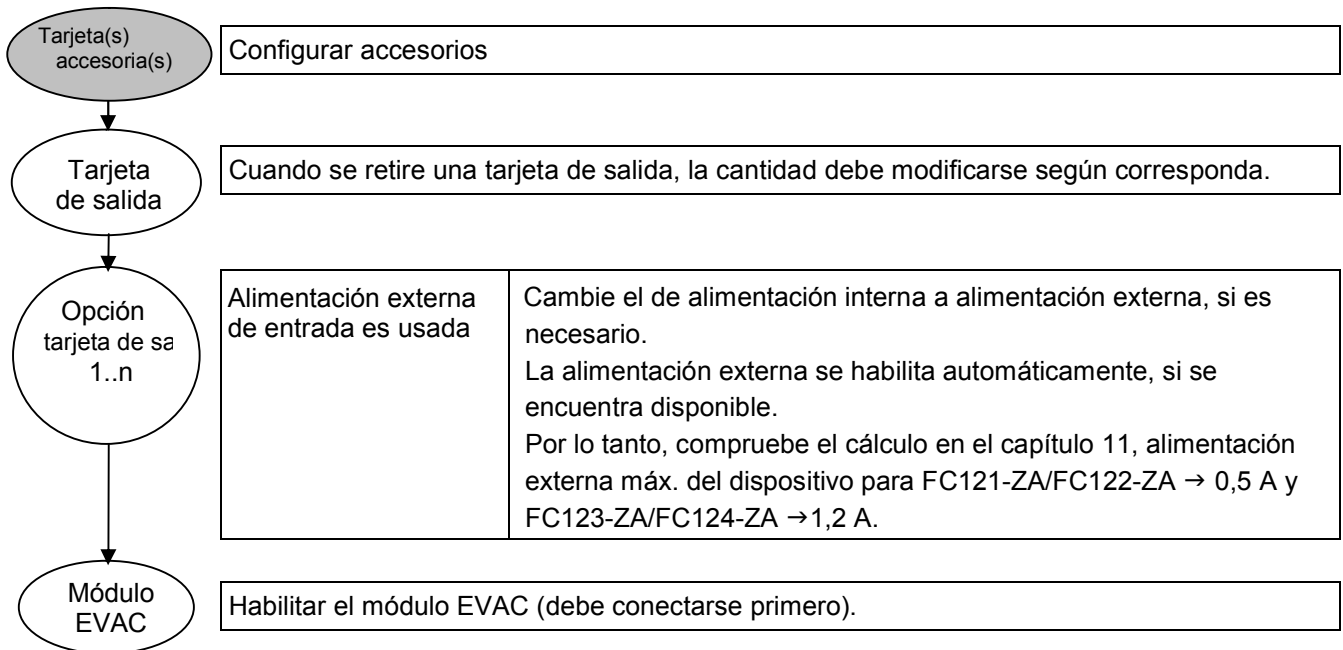 Tarjeta(s)
accesoria(s)
Configurar accesorios
Tarjeta
de salida
Cuando se retire una tarjeta de salida, la cantidad debe modificarse según corresponda.
Opción
tarjeta de sa
1..n
Alimentación externa
de entrada es usada
Cambie el de alimentación interna a alimentación externa, si es
necesario.
La alimentación externa se habilita automáticamente, si se
encuentra disponible.
Por lo tanto, compruebe el cálculo en el capítulo 11, alimentación
externa máx. del dispositivo para FC121-ZA/FC122-ZA → 0,5 A y
FC123-ZA/FC124-ZA →1,2 A.
Módulo
EVAC
Habilitar el módulo EVAC (debe conectarse primero).